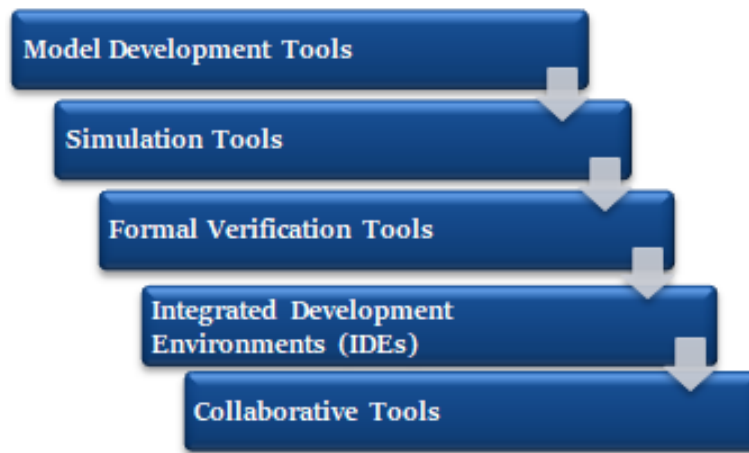 Model Development Tools
Simulation Tools
Formal Verification Tools
Integrated Development
Environments (IDEs)
Collaborative Tools